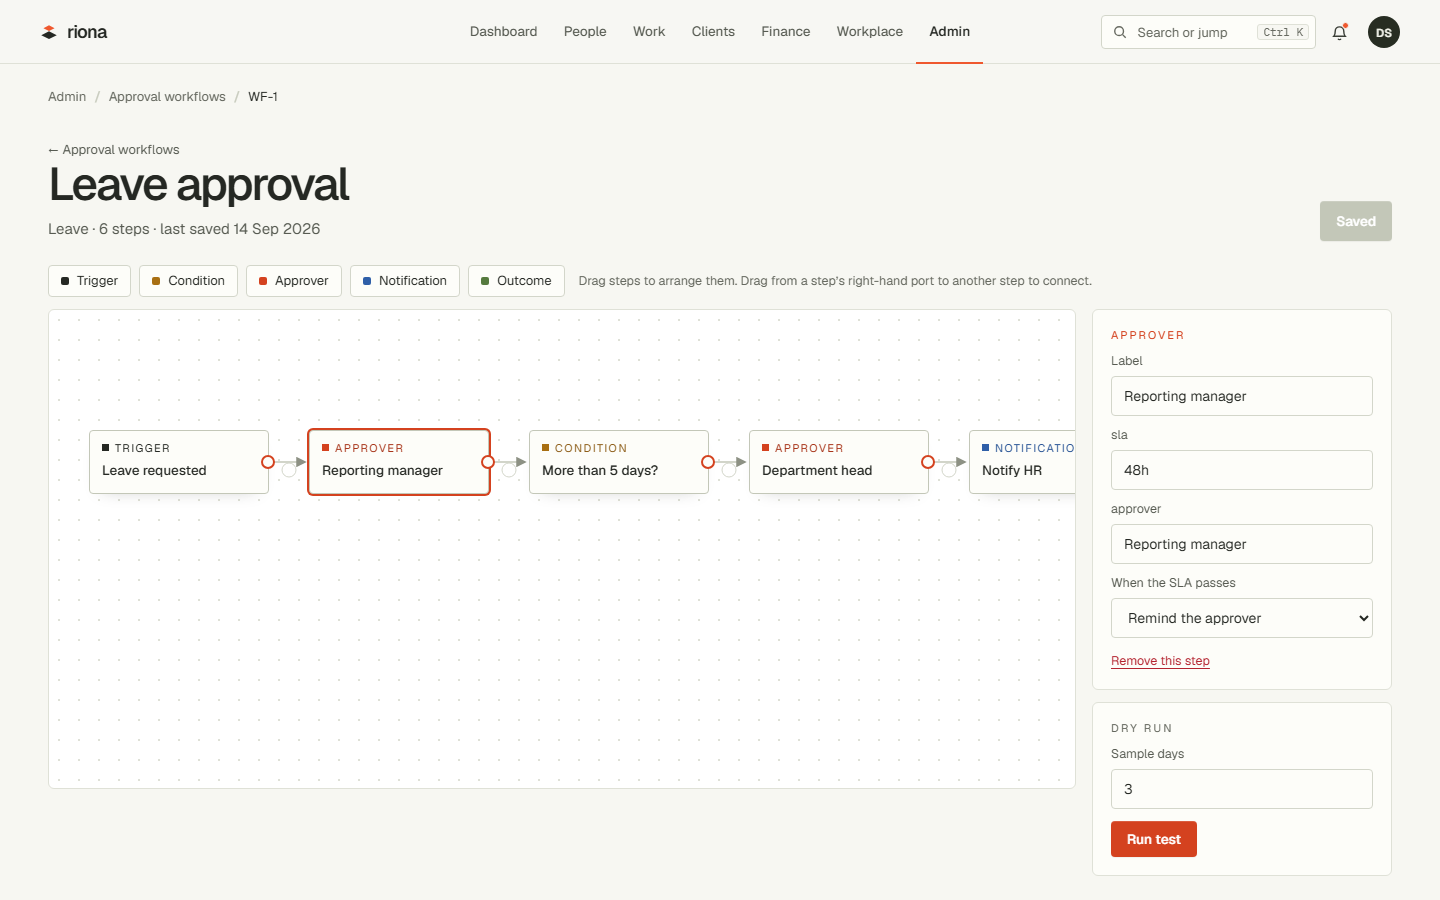 riona
Dashboard People Work Clients Finance Workplace Admin
Search or jump Ctrl K
DS
Admin / Approval workflows / WF-1
← Approval workflows
Leave approval
Leave · 6 steps · last saved 14 Sep 2026
Saved
Trigger Condition Approver Notification Outcome Drag steps to arrange them. Drag from a step's right-hand port to another step to connect.
TRIGGER
Leave requested
APPROVER
Reporting manager
CONDITION
More than 5 days?
APPROVER
Department head
NOTIFICATIO
Notify HR
APPROVER
Label
Reporting manager
sla
48h
approver
Reporting manager
When the SLA passes
Remind the approver
Remove this step
DRY RUN
Sample days
3
Run test